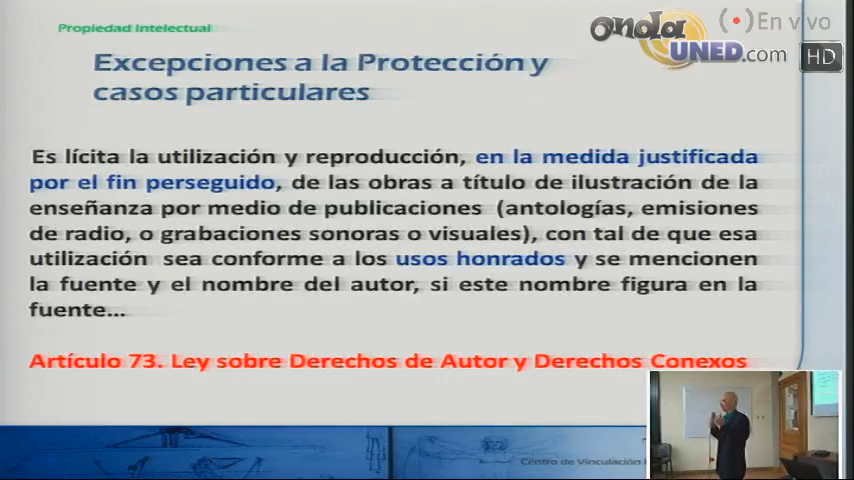 Propiedad Intelectual
onda
UNED.com
(•) En vivo
HD
Excepciones a la Protección y
casos particulares
Es lícita la utilización y reproducción, en la medida justificada
por el fin perseguido, de las obras a título de ilustración de la
enseñanza por medio de publicaciones (antologías, emisiones
de radio, o grabaciones sonoras o visuales), con tal de que esa
utilización sea conforme a los usos honrados y se mencionen
la fuente y el nombre del autor, si este nombre figura en la
fuente...
Artículo 73. Ley sobre Derechos de Autor y Derechos Conexos
Centro de Vinculación